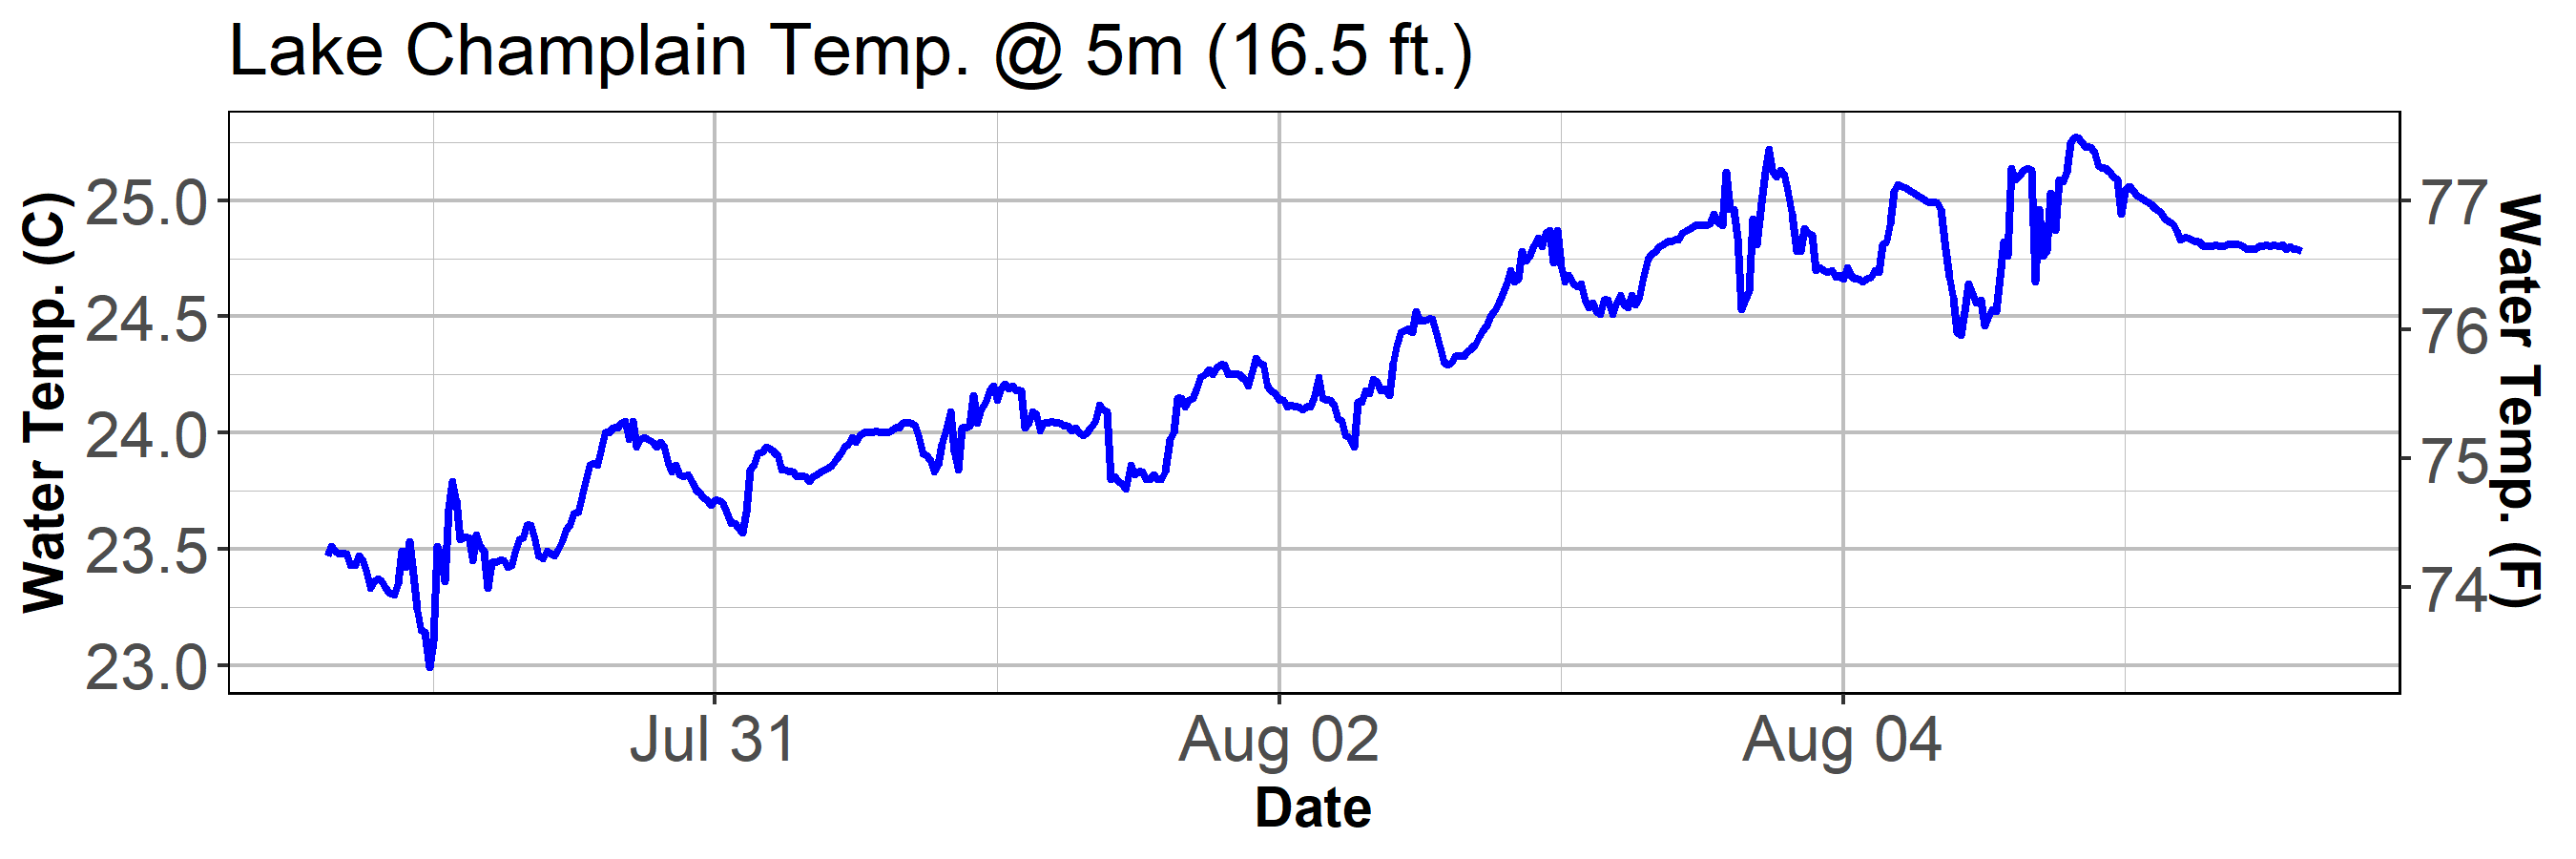 Lake Champlain Temp. @ 5m (16.5 ft.)
Water Temp. (C)
25.0
24.5
24.0
23.5
23.0
77
76
75
74
Water Temp. (F)
Jul 31
Aug 02
Aug 04
Date